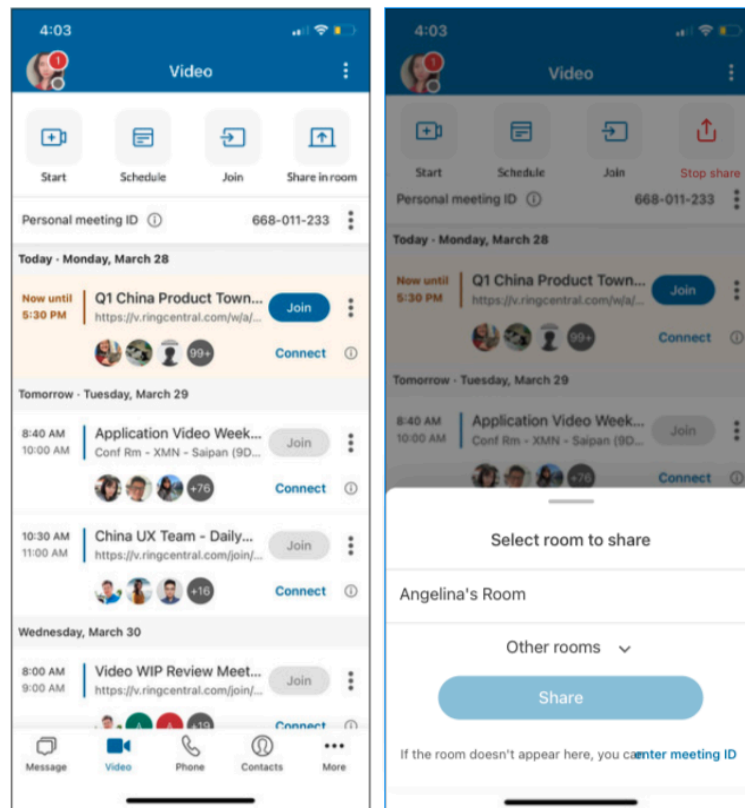 4:03
1
Video
Start
Schedule
Join
Share in room
Personal meeting ID
668-011-233
Today · Monday, March 28
Now until
5:30 PM
Q1 China Product Town...
https://v.ringcentral.com/w/a/...
Join
99+
Connect
Tomorrow · Tuesday, March 29
8:40 AM
10:00 AM
Application Video Week...
Conf Rm - XMN - Saipan (9D...
Join
+76
Connect
10:30 AM
11:00 AM
China UX Team - Daily...
https://v.ringcentral.com/join/...
Join
+16
Connect
Wednesday, March 30
8:00 AM
9:00 AM
Video WIP Review Meet...
https://v.ringcentral.com/join/...
Join
+19
Connect
Message
Video
Phone
Contacts
More
4:03
1
Video
Start
Schedule
Join
Stop share
Personal meeting ID
668-011-233
Today · Monday, March 28
Now until
5:30 PM
Q1 China Product Town...
https://v.ringcentral.com/w/a/...
Join
99+
Connect
Tomorrow · Tuesday, March 29
8:40 AM
10:00 AM
Application Video Week...
Conf Rm - XMN - Saipan (9D...
Join
+76
Connect
Select room to share
Angelina's Room
Other rooms
Share
If the room doesn't appear here, you can enter meeting ID